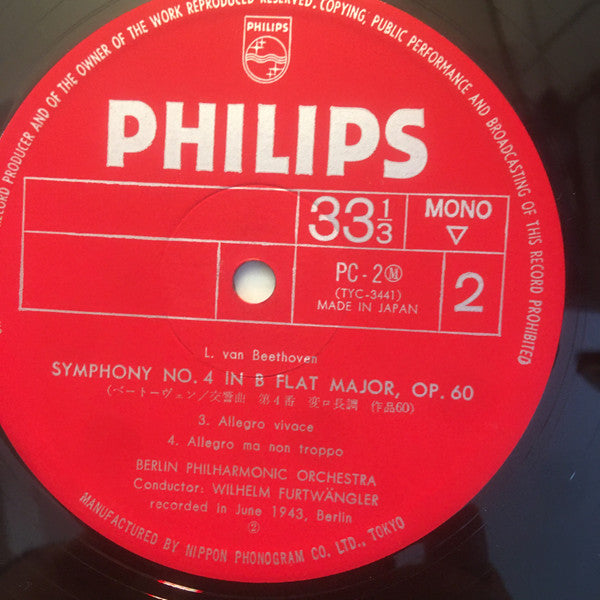 RECORD PRODUCER AND OF THE OWNER OF THE WORK REPRODUCED RESERVED. COPYING, PUBLIC PERFORMANCE AND BROADCASTING OF THIS RECORD PROHIBITED
PHILIPS
PHILIPS
33 1/3
MONO
▽
PC-2Ⓜ
(TYC-3441)
MADE IN JAPAN
2
L. van Beethoven
SYMPHONY NO. 4 IN B FLAT MAJOR, OP. 60
(ベートーヴェン/交響曲 第4番 変ロ長調 作品60)
3. Allegro vivace
4. Allegro ma non troppo
BERLIN PHILHARMONIC ORCHESTRA
Conductor: WILHELM FURTWÄNGLER
recorded in June 1943, Berlin
②
MANUFACTURED BY NIPPON PHONOGRAM CO. LTD., TOKYO